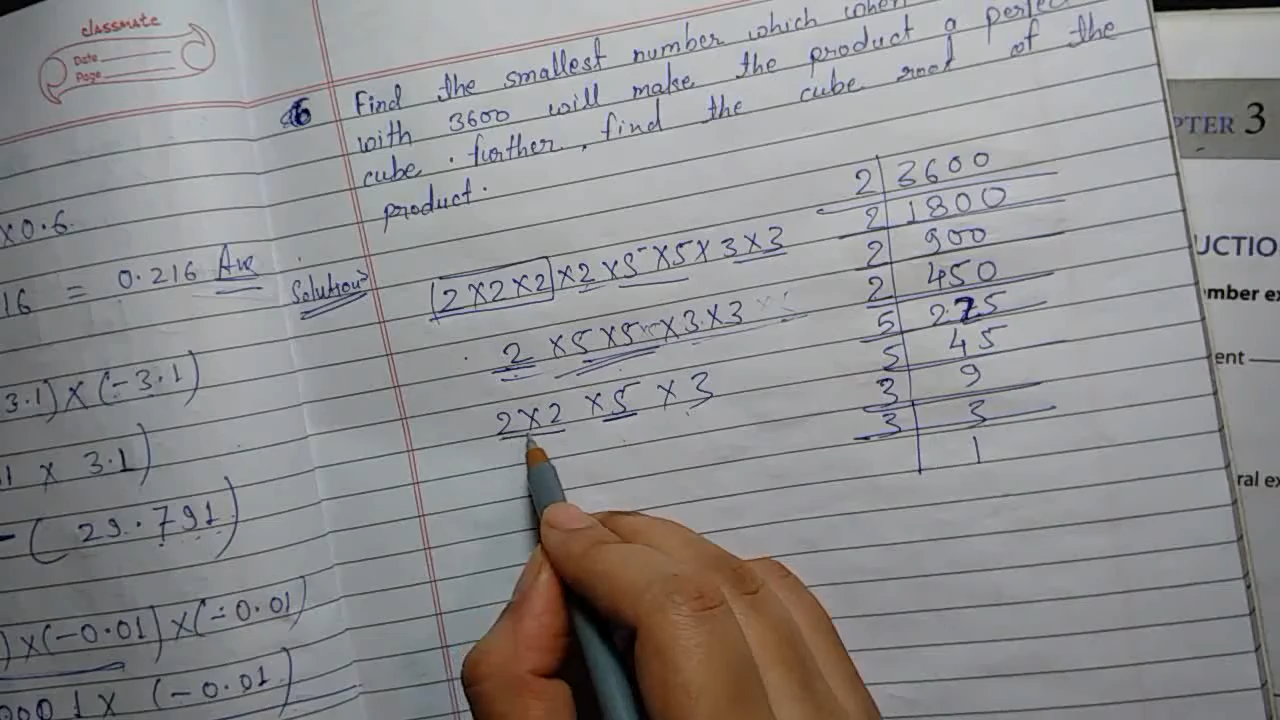 classmate
Date
Page
6 Find the smallest number which when
with 3600 will make the product a perfec
cube. further, find the cube root of the
product.
×0.6
16 = 0.216 Ans
3.1) × (-3.1)
1 × 3.1)
-(29.791)
) × (-0.01) × (-0.01)
0001 × (-0.01)
Solution
(2×2×2) × 2 × 5 × 5 × 3 × 3
2 × 5 × 5 × 3 × 3
2 × 2 × 5 × 3
2 3600
2 1800
2 900
2 450
5 225
5 45
3 9
3 3
1
PTER 3
UCTIO
mber ex
ent
ral ex